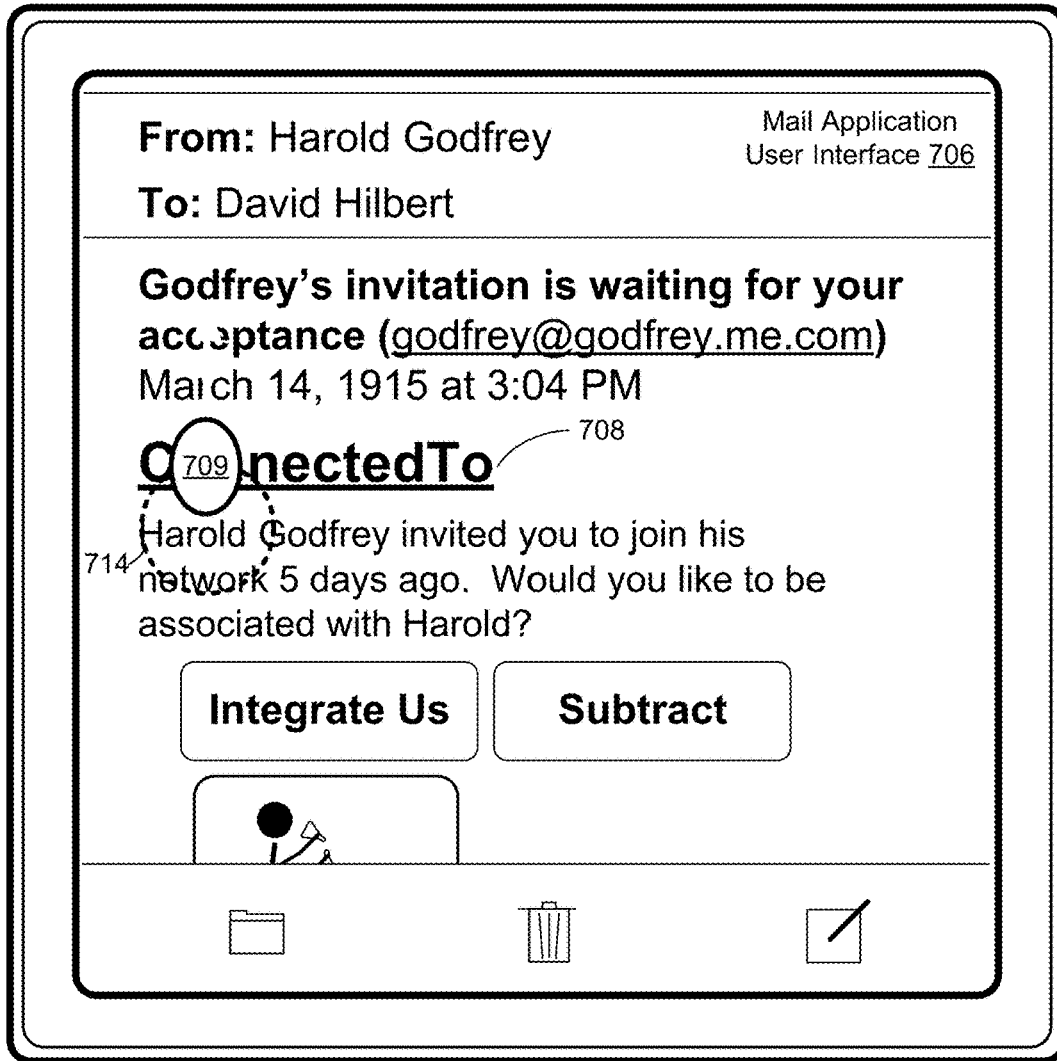 From: Harold Godfrey
Mail Application
User Interface 706
To: David Hilbert
Godfrey's invitation is waiting for your
acceptance (godfrey@godfrey.me.com)
March 14, 1915 at 3:04 PM
708
C 709 nnectedTo
Harold Godfrey invited you to join his
714
network 5 days ago. Would you like to be
associated with Harold?
Integrate Us
Subtract